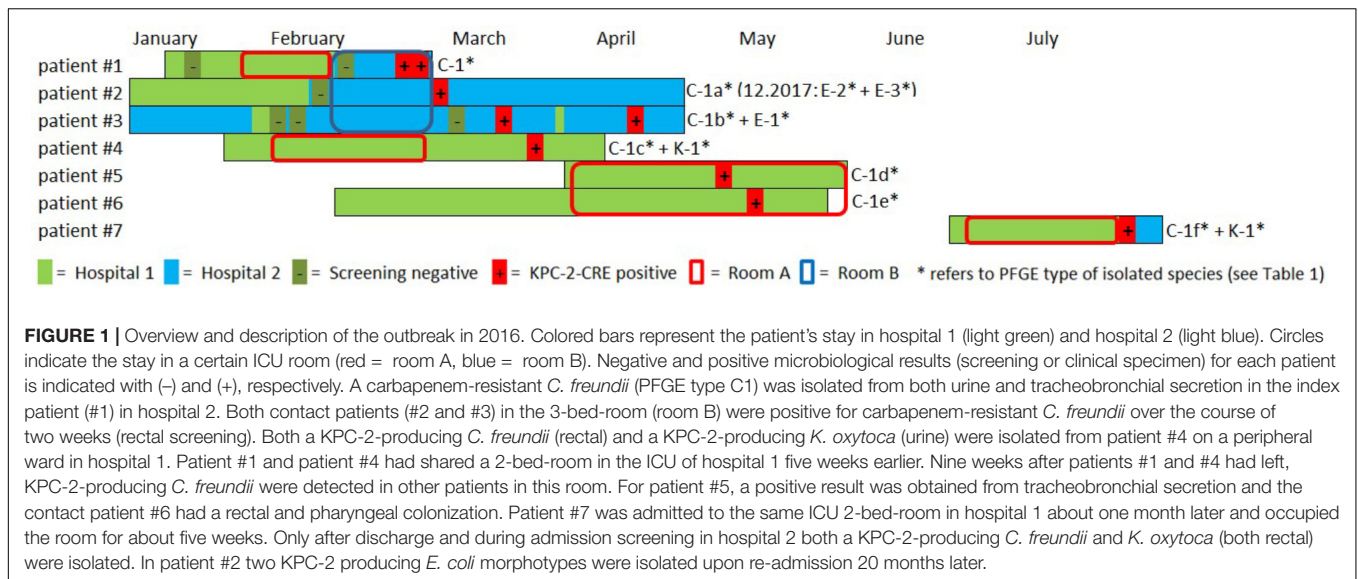 January February March April May June July
patient #1 - - + + C-1*
patient #2 - + C-1a* (12.2017: E-2* + E-3*)
patient #3 - - - + + C-1b* + E-1*
patient #4 + C-1c* + K-1*
patient #5 + C-1d*
patient #6 + C-1e*
patient #7 + C-1f* + K-1*
= Hospital 1 = Hospital 2 - = Screening negative + = KPC-2-CRE positive = Room A = Room B * refers to PFGE type of isolated species (see Table 1)
FIGURE 1 | Overview and description of the outbreak in 2016. Colored bars represent the patient's stay in hospital 1 (light green) and hospital 2 (light blue). Circles
indicate the stay in a certain ICU room (red = room A, blue = room B). Negative and positive microbiological results (screening or clinical specimen) for each patient
is indicated with (–) and (+), respectively. A carbapenem-resistant C. freundii (PFGE type C1) was isolated from both urine and tracheobronchial secretion in the index
patient (#1) in hospital 2. Both contact patients (#2 and #3) in the 3-bed-room (room B) were positive for carbapenem-resistant C. freundii over the course of
two weeks (rectal screening). Both a KPC-2-producing C. freundii (rectal) and a KPC-2-producing K. oxytoca (urine) were isolated from patient #4 on a peripheral
ward in hospital 1. Patient #1 and patient #4 had shared a 2-bed-room in the ICU of hospital 1 five weeks earlier. Nine weeks after patients #1 and #4 had left,
KPC-2-producing C. freundii were detected in other patients in this room. For patient #5, a positive result was obtained from tracheobronchial secretion and the
contact patient #6 had a rectal and pharyngeal colonization. Patient #7 was admitted to the same ICU 2-bed-room in hospital 1 about one month later and occupied
the room for about five weeks. Only after discharge and during admission screening in hospital 2 both a KPC-2-producing C. freundii and K. oxytoca (both rectal)
were isolated. In patient #2 two KPC-2 producing E. coli morphotypes were isolated upon re-admission 20 months later.